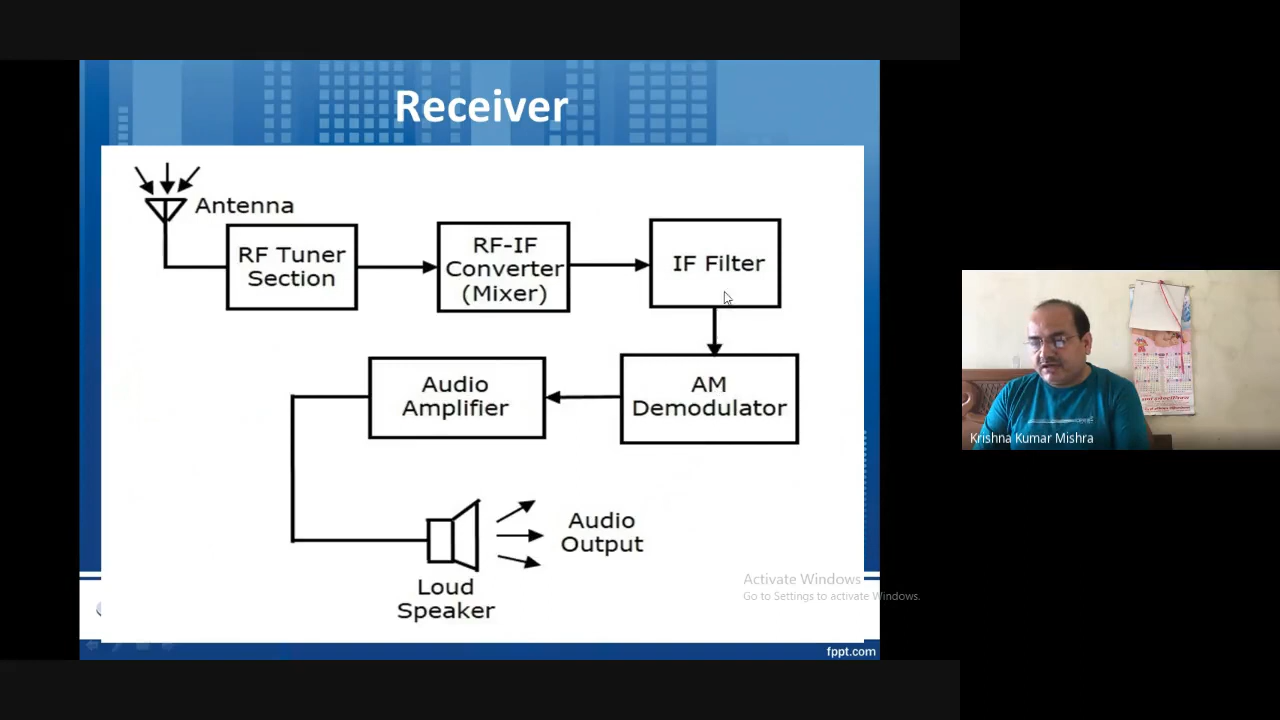 Receiver
Antenna
RF Tuner
Section
RF-IF
Converter
(Mixer)
IF Filter
Audio
Amplifier
AM
Demodulator
Audio
Output
Loud
Speaker
Activate Windows
Go to Settings to activate Windows.
fppt.com
Krishna Kumar Mishra